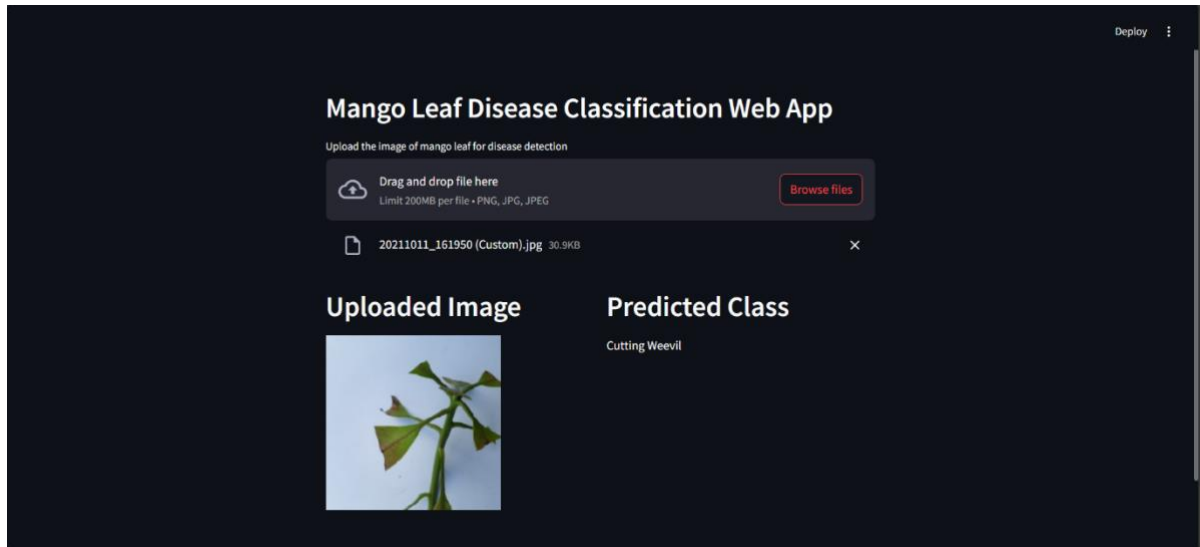 Deploy
Mango Leaf Disease Classification Web App
Upload the image of mango leaf for disease detection
Drag and drop file here
Limit 200MB per file • PNG, JPG, JPEG
Browse files
20211011_161950 (Custom).jpg 30.9KB
Uploaded Image
Predicted Class
Cutting Weevil